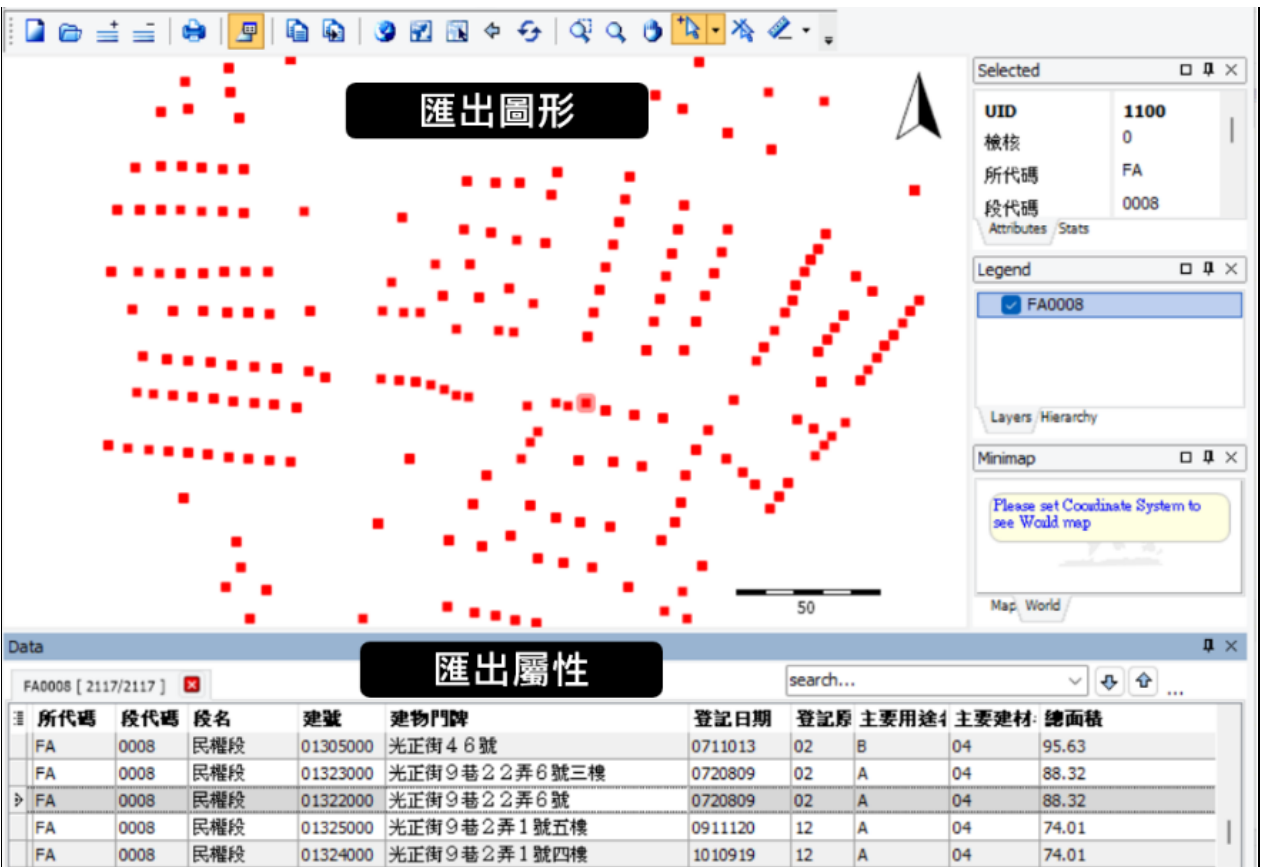 匯出圖形
Selected
UID 1100
檢核 0
所代碼 FA
段代碼 0008
Attributes Stats
Legend
FA0008
Layers Hierarchy
Minimap
Please set Coordinate System to
see World map
Map World
50
Data
匯出屬性
FA0008 [ 2117/2117 ]
search...
...
所代碼 段代碼 段名 建號 建物門牌 登記日期 登記原 主要用途 主要建材 總面積
FA 0008 民權段 01305000 光正街４６號 0711013 02 B 04 95.63
FA 0008 民權段 01323000 光正街９巷２２弄６號三樓 0720809 02 A 04 88.32
FA 0008 民權段 01322000 光正街９巷２２弄６號 0720809 02 A 04 88.32
FA 0008 民權段 01325000 光正街９巷２弄１號五樓 0911120 12 A 04 74.01
FA 0008 民權段 01324000 光正街９巷２弄１號四樓 1010919 12 A 04 74.01